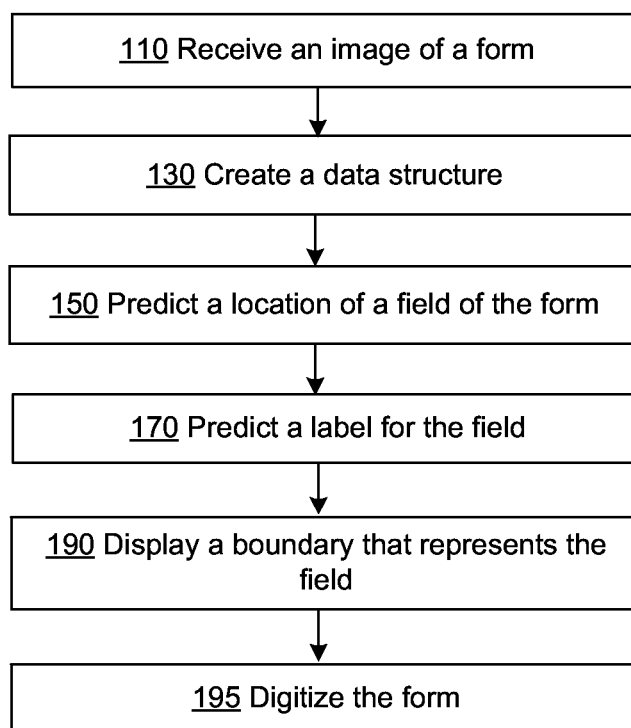 110 Receive an image of a form
130 Create a data structure
150 Predict a location of a field of the form
170 Predict a label for the field
190 Display a boundary that represents the
field
195 Digitize the form